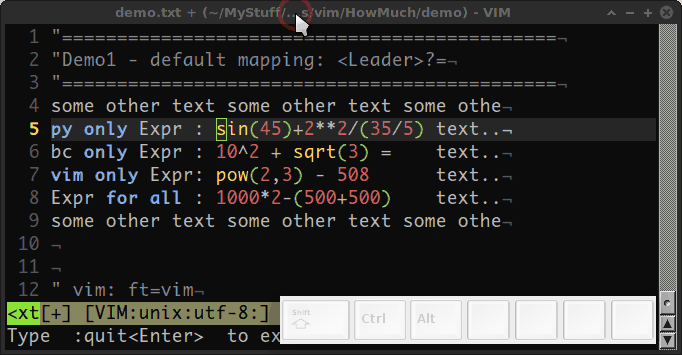 demo.txt + (~/MyStuff/..s/vim/HowMuch/demo) - VIM
1 "=============================================¬
2 "Demo1 - default mapping: <Leader>?=¬
3 "=============================================¬
4 some other text some other text some othe¬
5 py only Expr : sin(45)+2**2/(35/5) text..¬
6 bc only Expr : 10^2 + sqrt(3) =    text..¬
7 vim only Expr: pow(2,3) - 508      text..¬
8 Expr for all : 1000*2-(500+500)    text..¬
9 some other text some other text some othe¬
10 ¬
11 ¬
12 " vim: ft=vim¬
<xt[+] [VIM:unix:utf-8:]
Shift Ctrl Alt
Type  :quit<Enter>  to ex